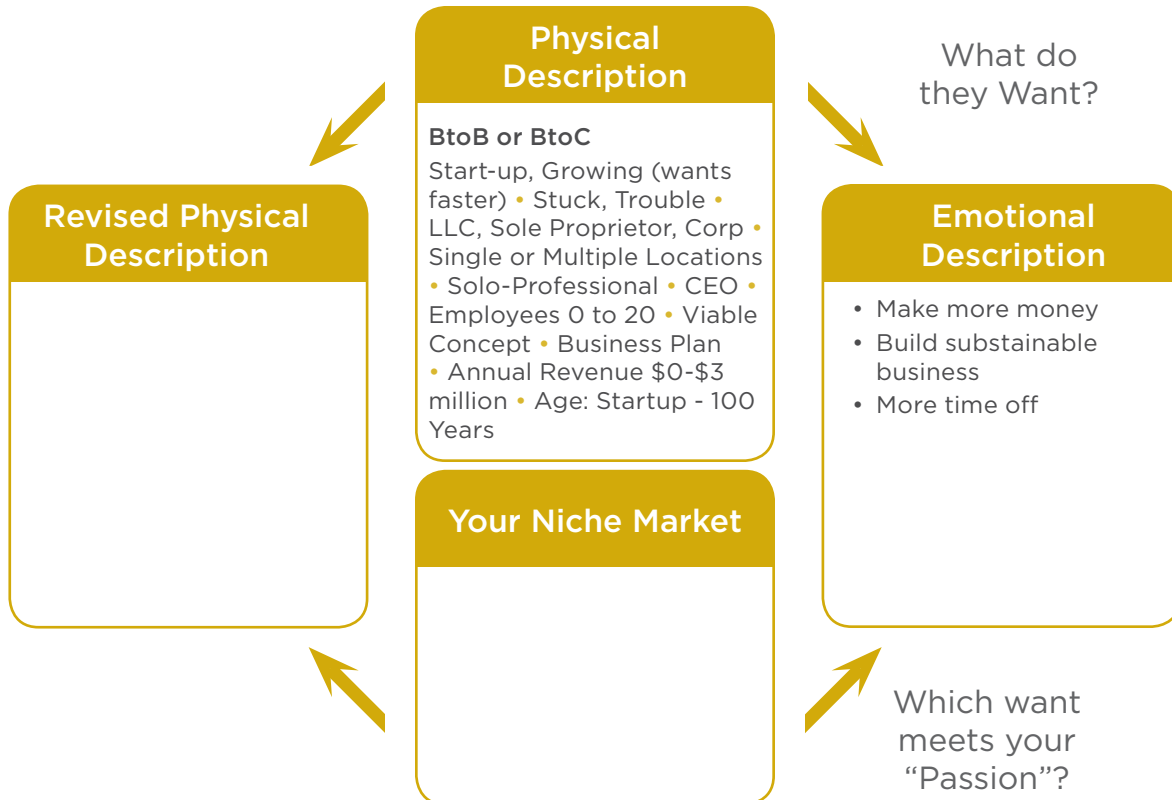 Physical
Description
What do
they Want?
BtoB or BtoC
Start-up, Growing (wants
faster) • Stuck, Trouble •
LLC, Sole Proprietor, Corp •
Single or Multiple Locations
• Solo-Professional • CEO •
Employees 0 to 20 • Viable
Concept • Business Plan
• Annual Revenue $0-$3
million • Age: Startup - 100
Years
Revised Physical
Description
Emotional
Description
• Make more money
• Build substainable
business
• More time off
Your Niche Market
Which want
meets your
“Passion”?